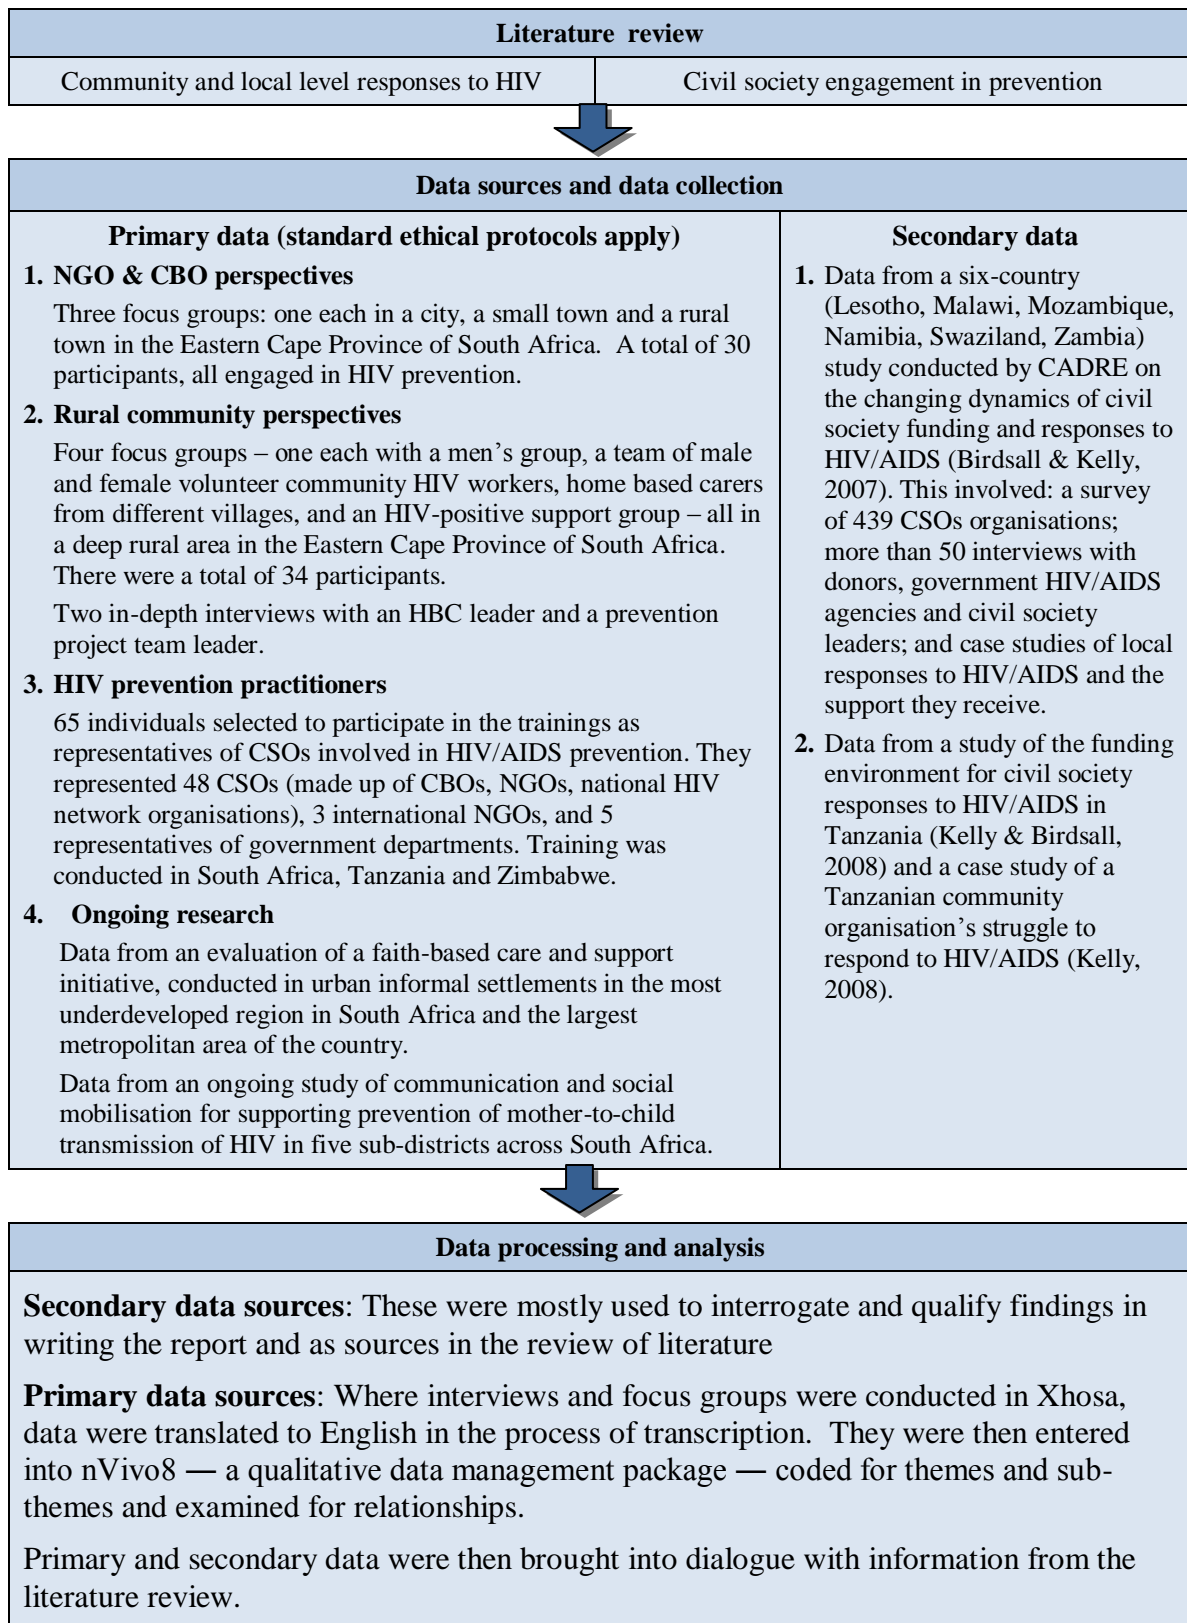 Literature review
Community and local level responses to HIV
Civil society engagement in prevention
Data sources and data collection
Primary data (standard ethical protocols apply)
1. NGO & CBO perspectives
Three focus groups: one each in a city, a small town and a rural
town in the Eastern Cape Province of South Africa. A total of 30
participants, all engaged in HIV prevention.
2. Rural community perspectives
Four focus groups – one each with a men’s group, a team of male
and female volunteer community HIV workers, home based carers
from different villages, and an HIV-positive support group – all in
a deep rural area in the Eastern Cape Province of South Africa.
There were a total of 34 participants.
Two in-depth interviews with an HBC leader and a prevention
project team leader.
3. HIV prevention practitioners
65 individuals selected to participate in the trainings as
representatives of CSOs involved in HIV/AIDS prevention. They
represented 48 CSOs (made up of CBOs, NGOs, national HIV
network organisations), 3 international NGOs, and 5
representatives of government departments. Training was
conducted in South Africa, Tanzania and Zimbabwe.
4. Ongoing research
Data from an evaluation of a faith-based care and support
initiative, conducted in urban informal settlements in the most
underdeveloped region in South Africa and the largest
metropolitan area of the country.
Data from an ongoing study of communication and social
mobilisation for supporting prevention of mother-to-child
transmission of HIV in five sub-districts across South Africa.
Secondary data
1. Data from a six-country
(Lesotho, Malawi, Mozambique,
Namibia, Swaziland, Zambia)
study conducted by CADRE on
the changing dynamics of civil
society funding and responses to
HIV/AIDS (Birdsall & Kelly,
2007). This involved: a survey
of 439 CSOs organisations;
more than 50 interviews with
donors, government HIV/AIDS
agencies and civil society
leaders; and case studies of local
responses to HIV/AIDS and the
support they receive.
2. Data from a study of the funding
environment for civil society
responses to HIV/AIDS in
Tanzania (Kelly & Birdsall,
2008) and a case study of a
Tanzanian community
organisation’s struggle to
respond to HIV/AIDS (Kelly,
2008).
Data processing and analysis
Secondary data sources: These were mostly used to interrogate and qualify findings in
writing the report and as sources in the review of literature
Primary data sources: Where interviews and focus groups were conducted in Xhosa,
data were translated to English in the process of transcription. They were then entered
into nVivo8 — a qualitative data management package — coded for themes and sub-
themes and examined for relationships.
Primary and secondary data were then brought into dialogue with information from the
literature review.